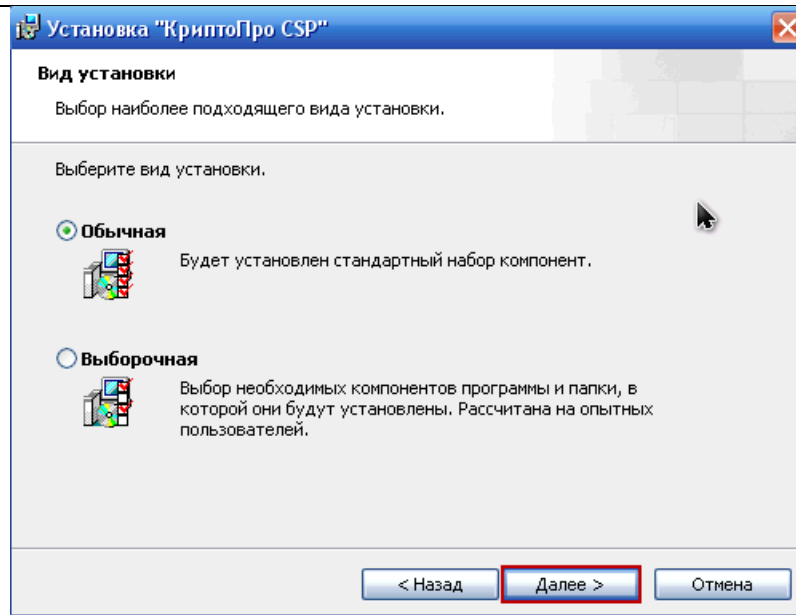 Установка "КриптоПро CSP"
Вид установки
Выбор наиболее подходящего вида установки.
Выберите вид установки.
Обычная
Будет установлен стандартный набор компонент.
Выборочная
Выбор необходимых компонентов программы и папки, в
которой они будут установлены. Рассчитана на опытных
пользователей.
< Назад
Далее >
Отмена